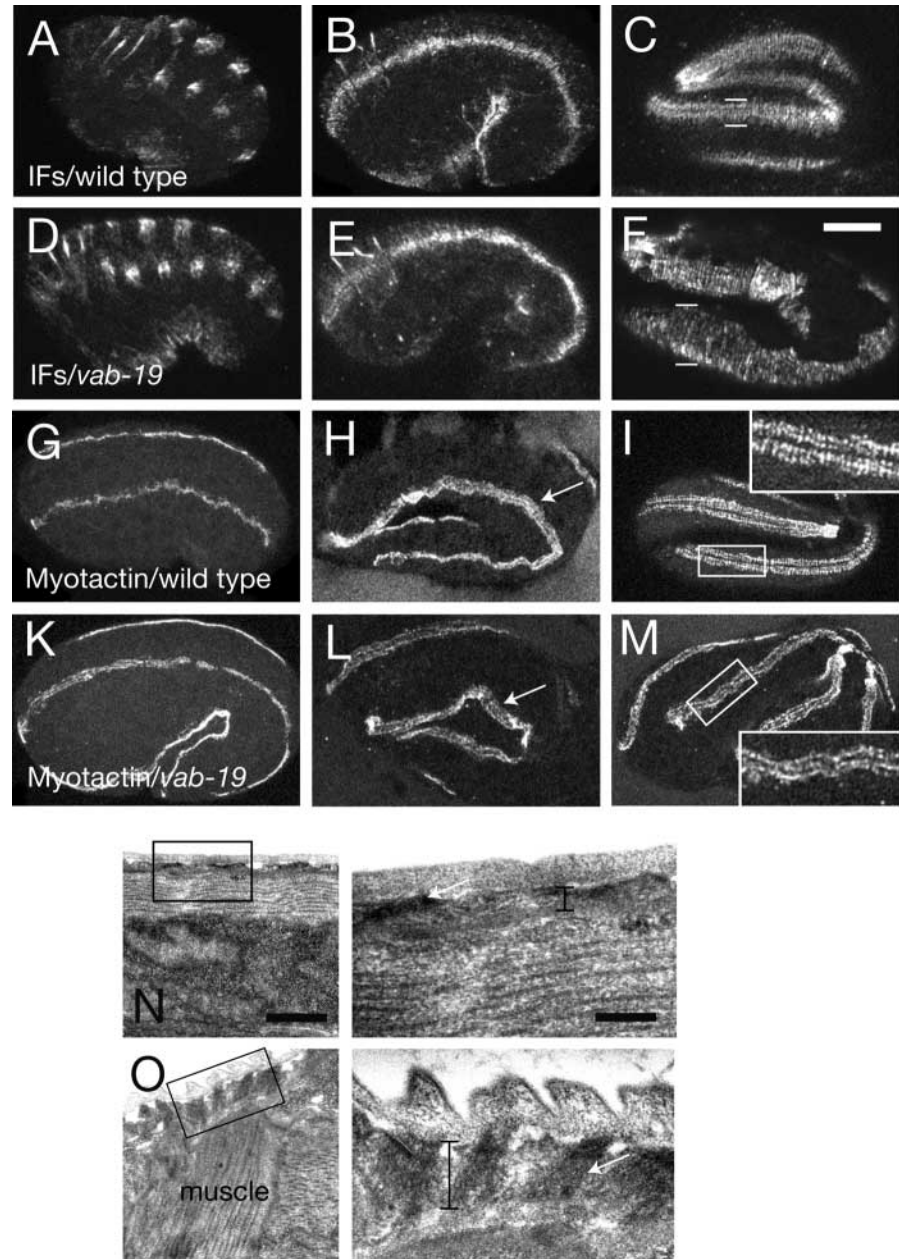 A
B
C
IFs/wild type
D
E
F
IFs/vab-19
G
H
I
Myotactin/wild type
K
L
M
Myotactin/vab-19
N
O
muscle